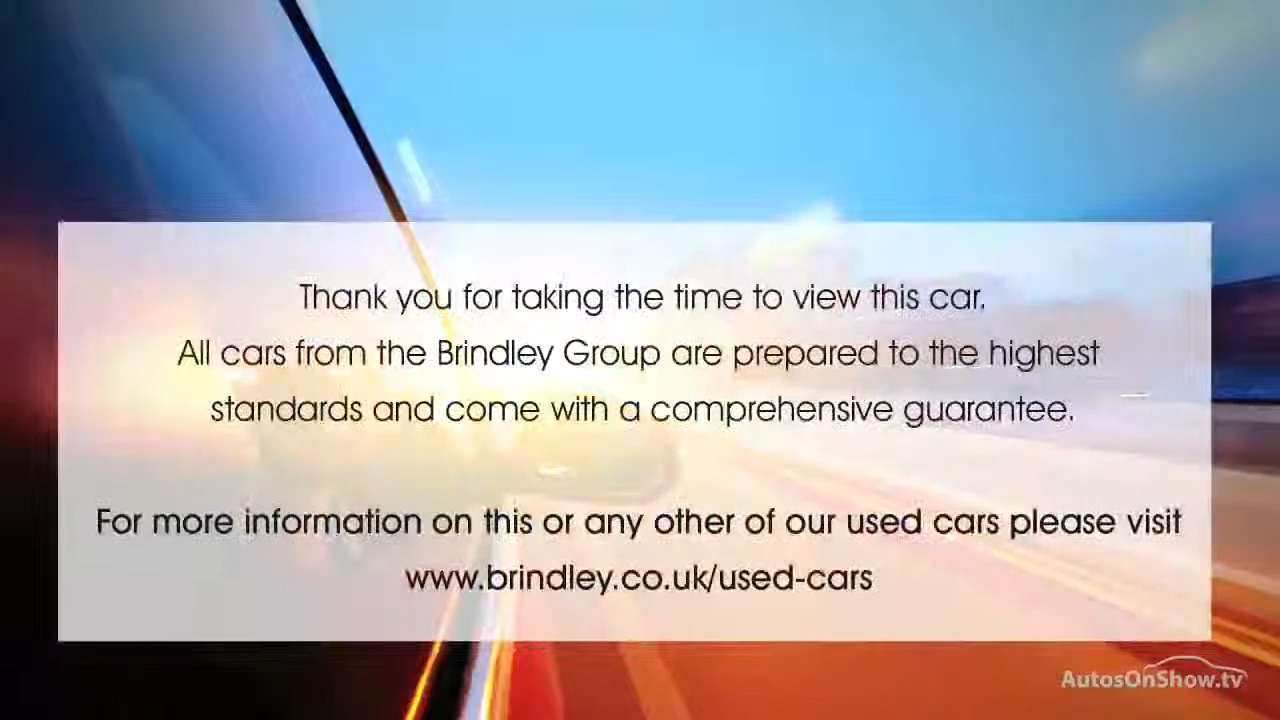 Thank you for taking the time to view this car.
All cars from the Brindley Group are prepared to the highest
standards and come with a comprehensive guarantee.
For more information on this or any other of our used cars please visit
www.brindley.co.uk/used-cars
AutosOnShow.tv